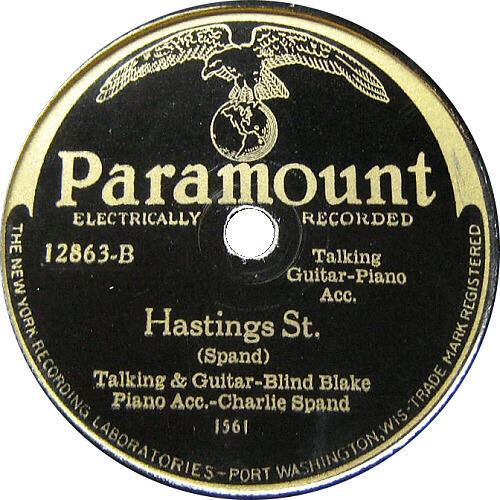 Paramount
ELECTRICALLY RECORDED
12863-B
Talking
Guitar-Piano
Acc.
Hastings St.
(Spand)
Talking & Guitar-Blind Blake
Piano Acc.-Charlie Spand
1561
THE NEW YORK RECORDING LABORATORIES-PORT WASHINGTON, WIS-TRADE MARK REGISTERED